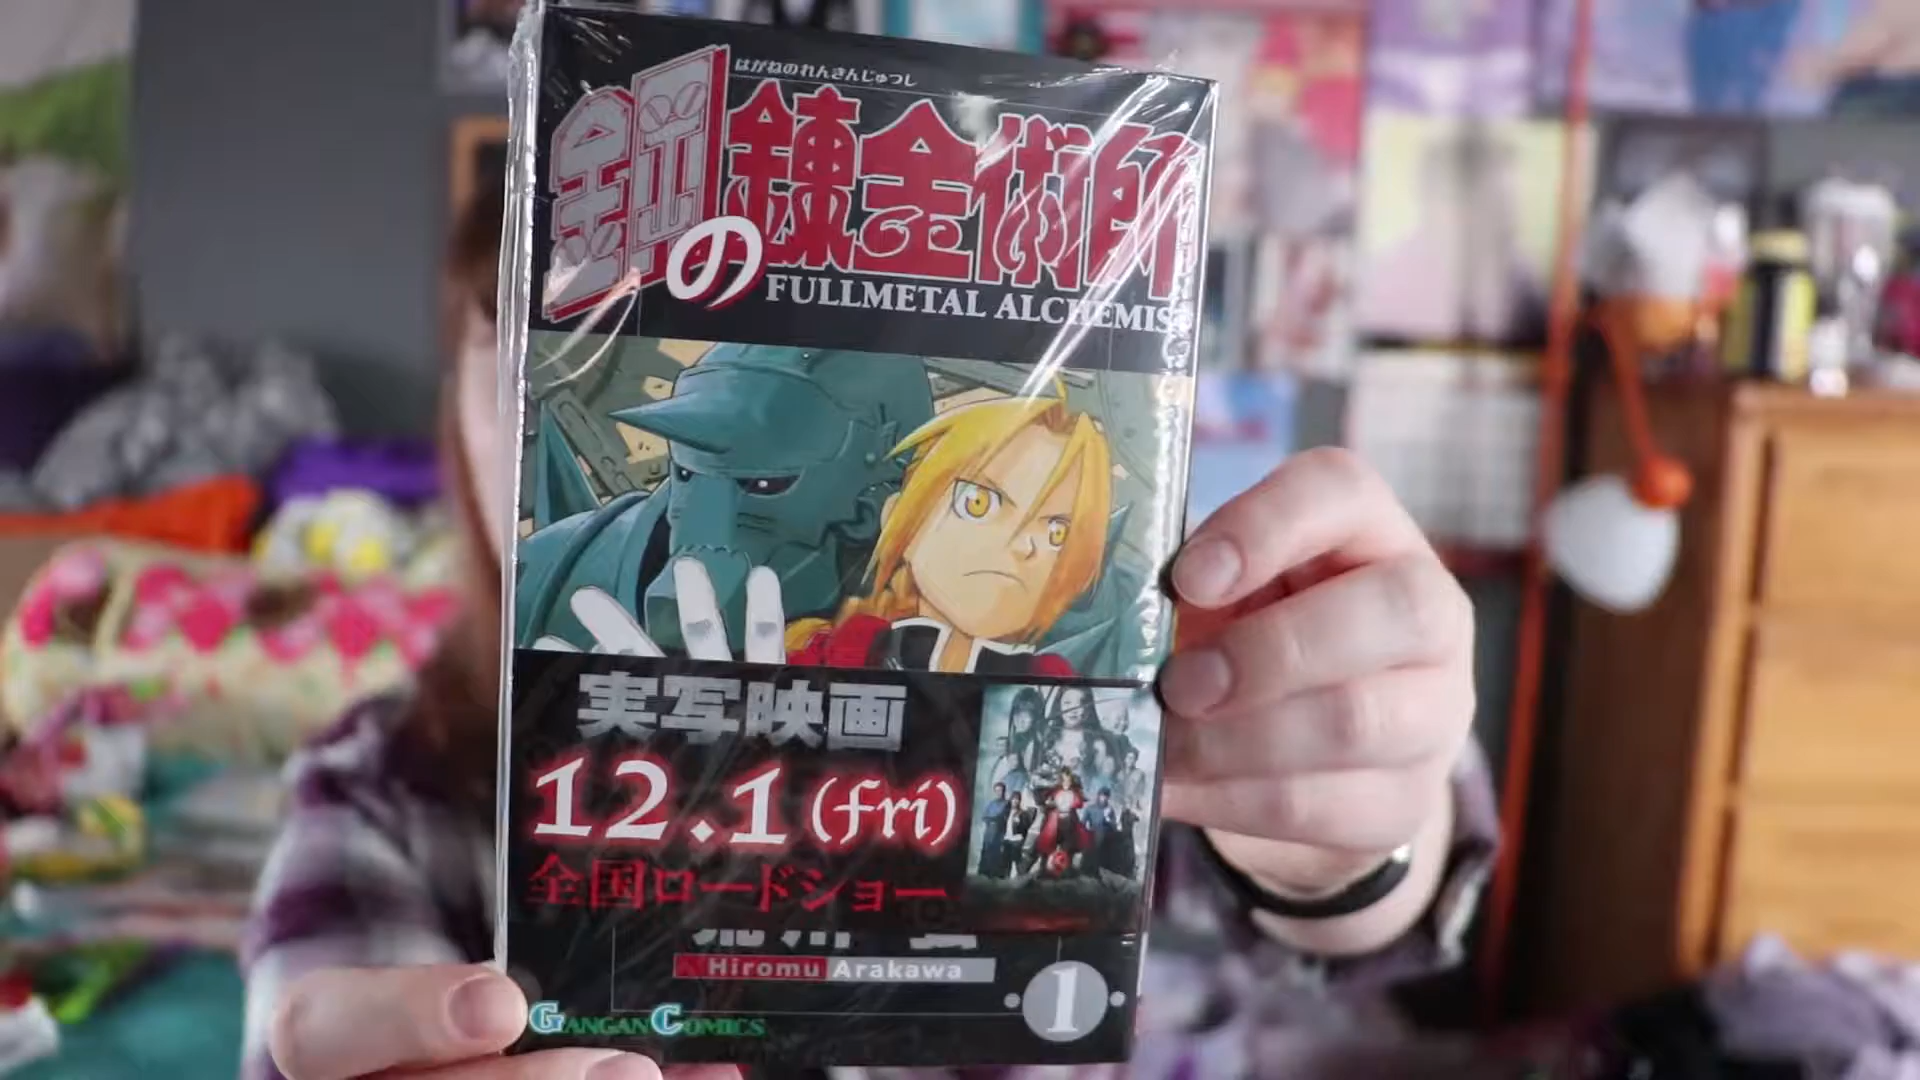 はがねのれんきんじゅつし
鋼の錬金術師
FULLMETAL ALCHEMIS
実写映画
12.1(fri)
全国ロードショー
Hiromu Arakawa
1
GANGAN COMICS